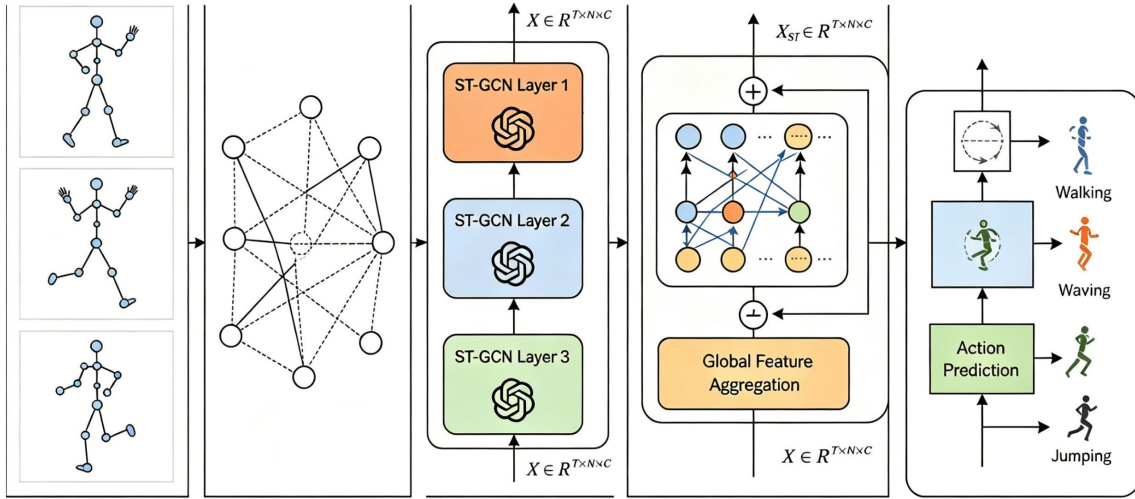 X ∈ R^{T×N×C}
ST-GCN Layer 1
ST-GCN Layer 2
ST-GCN Layer 3
X ∈ R^{T×N×C}
X_{ST} ∈ R^{T×N×C}
Global Feature
Aggregation
X ∈ R^{T×N×C}
Walking
Waving
Action
Prediction
Jumping